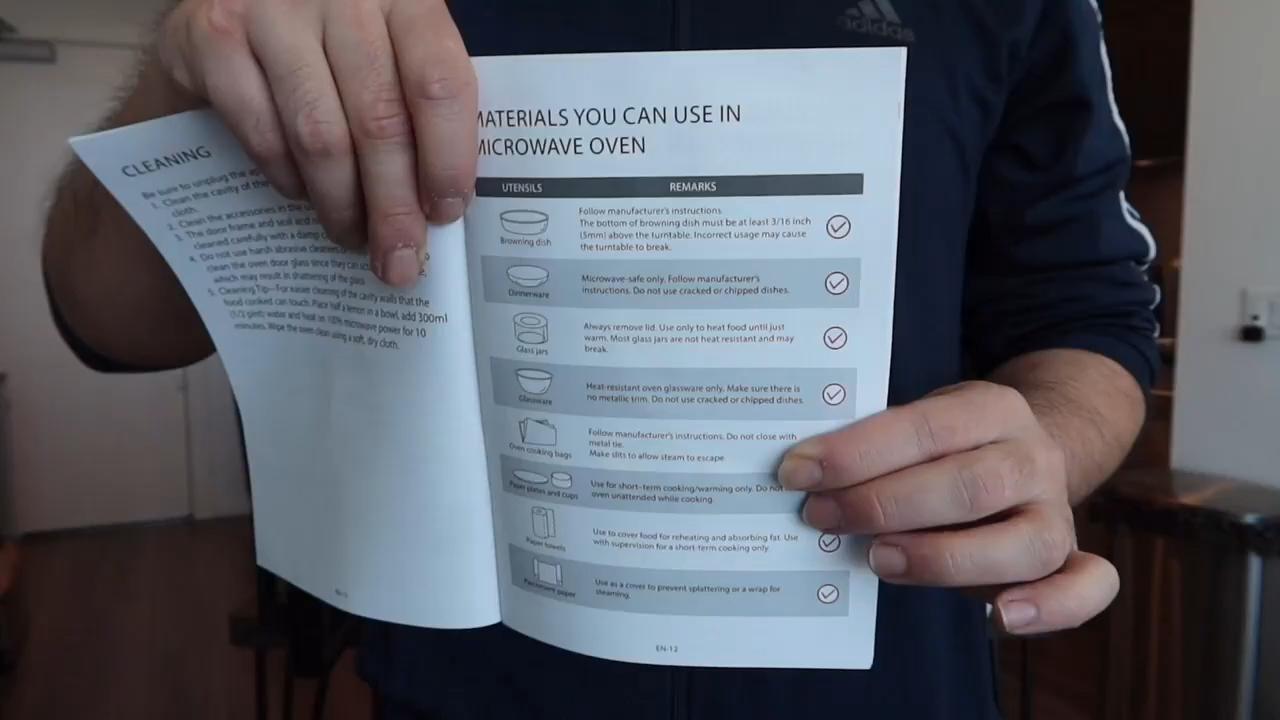 adidas
CLEANING
Be sure to unplug the
1. Clean the cavity of the
cloth.
2. Clean the accessories in the
3. The door frame and seal and
cleaned carefully with a damp
4. Do not use harsh abrasive cleaners
clean the oven door glass since they can
which may result in shattering of the glass
5. Cleaning Tip—For easier cleaning of the cavity walls that the
food cooked can touch. Place half a lemon in a bowl, add 300ml
(1/2 pint) water and heat on 100% microwave power for 10
minutes. Wipe the oven clean using a soft, dry cloth.
MATERIALS YOU CAN USE IN
MICROWAVE OVEN
UTENSILS REMARKS
Browning dish
Follow manufacturer's instructions.
The bottom of browning dish must be at least 3/16 inch
(5mm) above the turntable. Incorrect usage may cause
the turntable to break.
Dinnerware
Microwave-safe only. Follow manufacturer's
instructions. Do not use cracked or chipped dishes.
Glass jars
Always remove lid. Use only to heat food until just
warm. Most glass jars are not heat resistant and may
break.
Glassware
Heat-resistant oven glassware only. Make sure there is
no metallic trim. Do not use cracked or chipped dishes.
Oven cooking bags
Follow manufacturer's instructions. Do not close with
metal tie.
Make slits to allow steam to escape.
Paper plates and cups
Use for short-term cooking/warming only. Do not
oven unattended while cooking.
Paper towels
Use to cover food for reheating and absorbing fat. Use
with supervision for a short-term cooking only.
Parchment paper
Use as a cover to prevent splattering or a wrap for
steaming.
EN-12